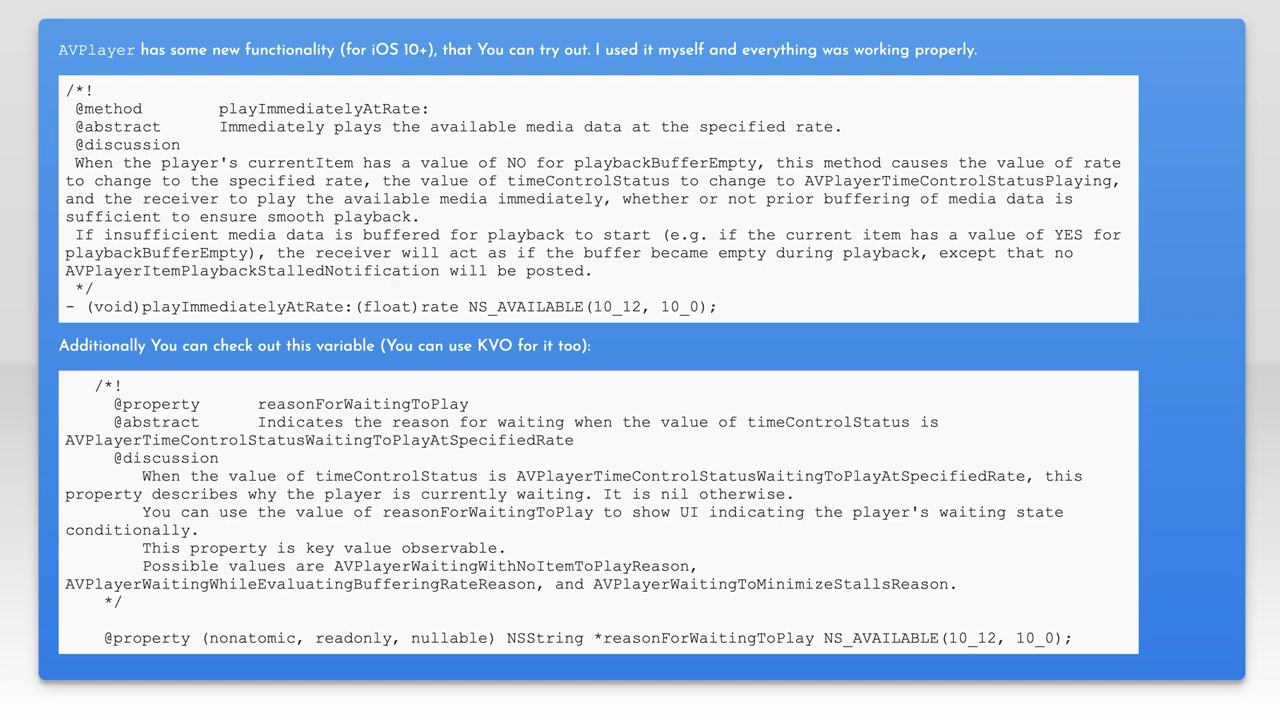 AVPlayer has some new functionality (for iOS 10+), that You can try out. I used it myself and everything was working properly.
/*!
@method playImmediatelyAtRate:
@abstract Immediately plays the available media data at the specified rate.
@discussion
When the player's currentItem has a value of NO for playbackBufferEmpty, this method causes the value of rate
to change to the specified rate, the value of timeControlStatus to change to AVPlayerTimeControlStatusPlaying,
and the receiver to play the available media immediately, whether or not prior buffering of media data is
sufficient to ensure smooth playback.
If insufficient media data is buffered for playback to start (e.g. if the current item has a value of YES for
playbackBufferEmpty), the receiver will act as if the buffer became empty during playback, except that no
AVPlayerItemPlaybackStalledNotification will be posted.
*/
- (void)playImmediatelyAtRate:(float)rate NS_AVAILABLE(10_12, 10_0);
Additionally You can check out this variable (You can use KVO for it too):
/*!
@property reasonForWaitingToPlay
@abstract Indicates the reason for waiting when the value of timeControlStatus is
AVPlayerTimeControlStatusWaitingToPlayAtSpecifiedRate
@discussion
When the value of timeControlStatus is AVPlayerTimeControlStatusWaitingToPlayAtSpecifiedRate, this
property describes why the player is currently waiting. It is nil otherwise.
You can use the value of reasonForWaitingToPlay to show UI indicating the player's waiting state
conditionally.
This property is key value observable.
Possible values are AVPlayerWaitingWithNoItemToPlayReason,
AVPlayerWaitingWhileEvaluatingBufferingRateReason, and AVPlayerWaitingToMinimizeStallsReason.
*/
@property (nonatomic, readonly, nullable) NSString *reasonForWaitingToPlay NS_AVAILABLE(10_12, 10_0);